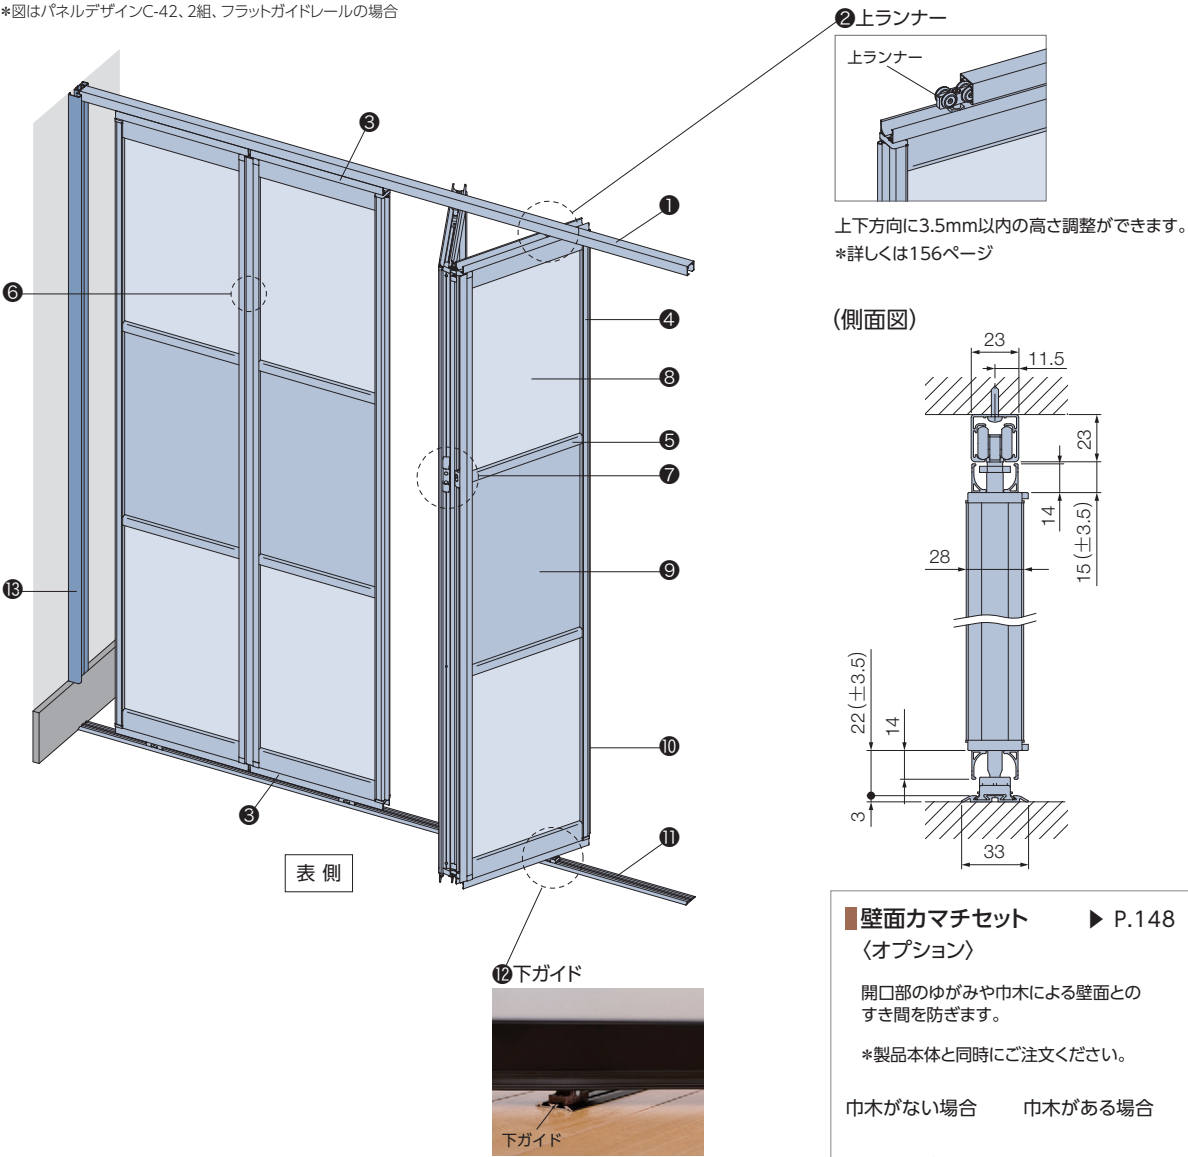 *図はパネルデザインC-42、2組、フラットガイドレールの場合
❷上ランナー
上ランナー
上下方向に3.5mm以内の高さ調整ができます。
*詳しくは156ページ
❸
❶
❻
❹
❽
❺
❼
❾
⓭
❿
❸
⓫
表側
⓬下ガイド
下ガイド
(側面図)
23
11.5
23
14
15(±3.5)
28
22(±3.5)
14
3
33
壁面カマチセット ▶ P.148
〈オプション〉
開口部のゆがみや巾木による壁面との
すき間を防ぎます。
*製品本体と同時にご注文ください。
巾木がない場合 巾木がある場合